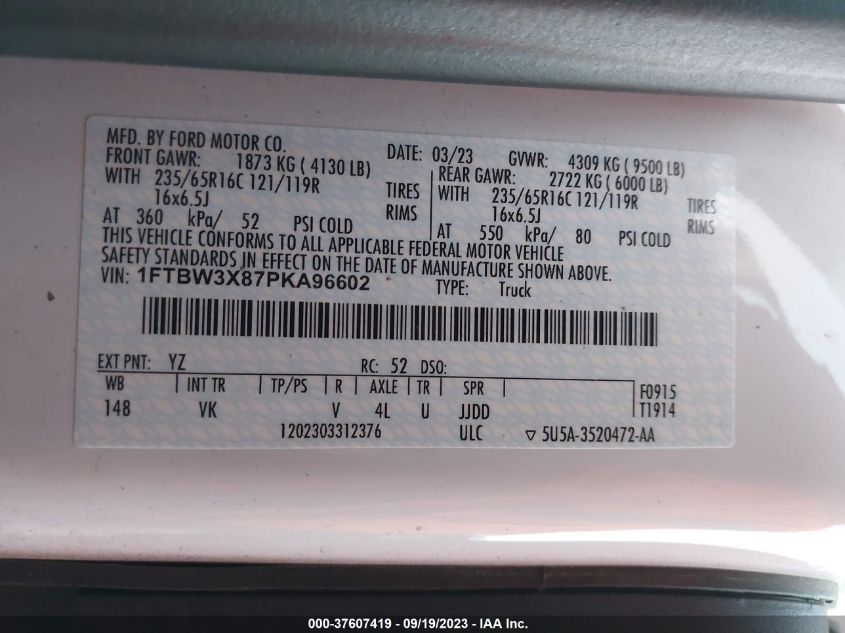 MFD. BY FORD MOTOR CO.
DATE: 03/23 GVWR: 4309 KG ( 9500 LB)
FRONT GAWR: 1873 KG ( 4130 LB)
WITH 235/65R16C 121/119R TIRES
16x6.5J RIMS
AT 360 kPa/ 52 PSI COLD
REAR GAWR: 2722 KG ( 6000 LB)
WITH 235/65R16C 121/119R TIRES
16x6.5J RIMS
AT 550 kPa/ 80 PSI COLD
THIS VEHICLE CONFORMS TO ALL APPLICABLE FEDERAL MOTOR VEHICLE
SAFETY STANDARDS IN EFFECT ON THE DATE OF MANUFACTURE SHOWN ABOVE.
VIN: 1FTBW3X87PKA96602 TYPE: Truck
EXT PNT: YZ RC: 52 DSO:
WB INT TR TP/PS R AXLE TR SPR F0915
148 VK V 4L U JJDD T1914
1202303312376 ULC ▽ 5U5A-3520472-AA
000-37607419 - 09/19/2023 - IAA Inc.